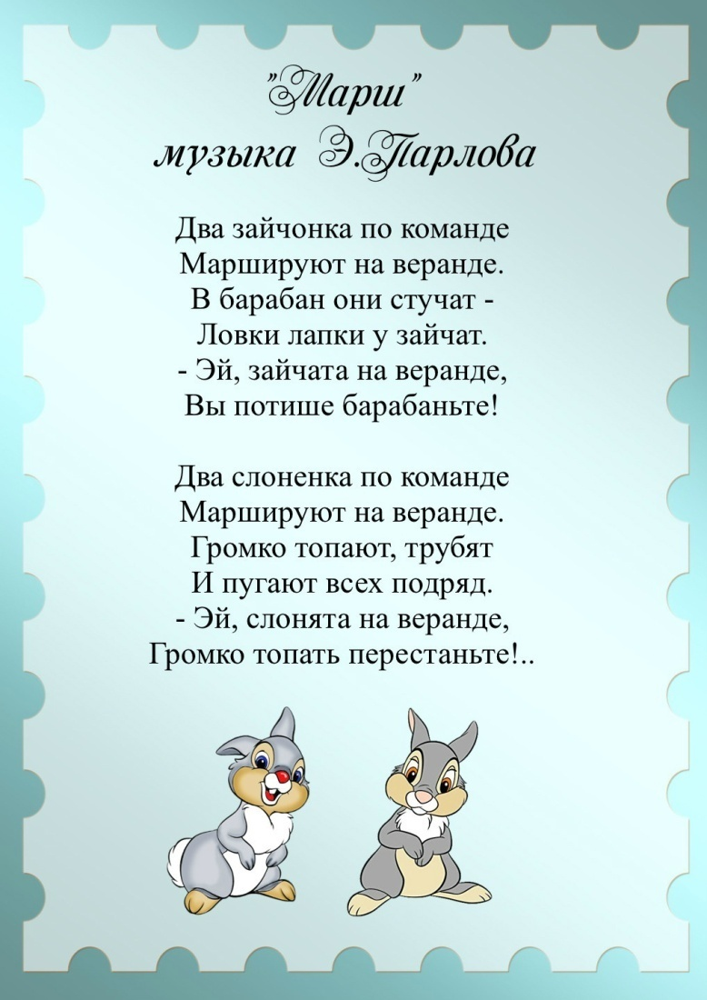 "Марш"
музыка Э.Парлова
Два зайчонка по команде
Маршируют на веранде.
В барабан они стучат -
Ловки лапки у зайчат.
- Эй, зайчата на веранде,
Вы потише барабаньте!
Два слоненка по команде
Маршируют на веранде.
Громко топают, трубят
И пугают всех подряд.
- Эй, слонята на веранде,
Громко топать перестаньте!..